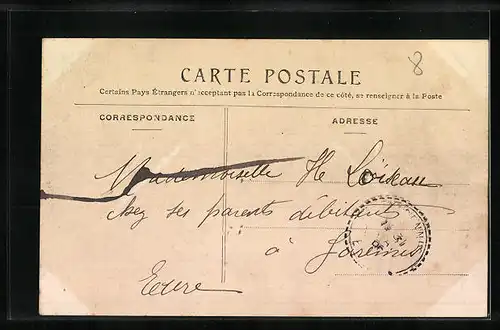 8
CARTE POSTALE
Certains Pays Étrangers n'acceptant pas la Correspondance de ce côté, se renseigner à la Poste
CORRESPONDANCE
ADRESSE
Mademoiselle H Loiseau
chez ses parents débitants
à
Eure